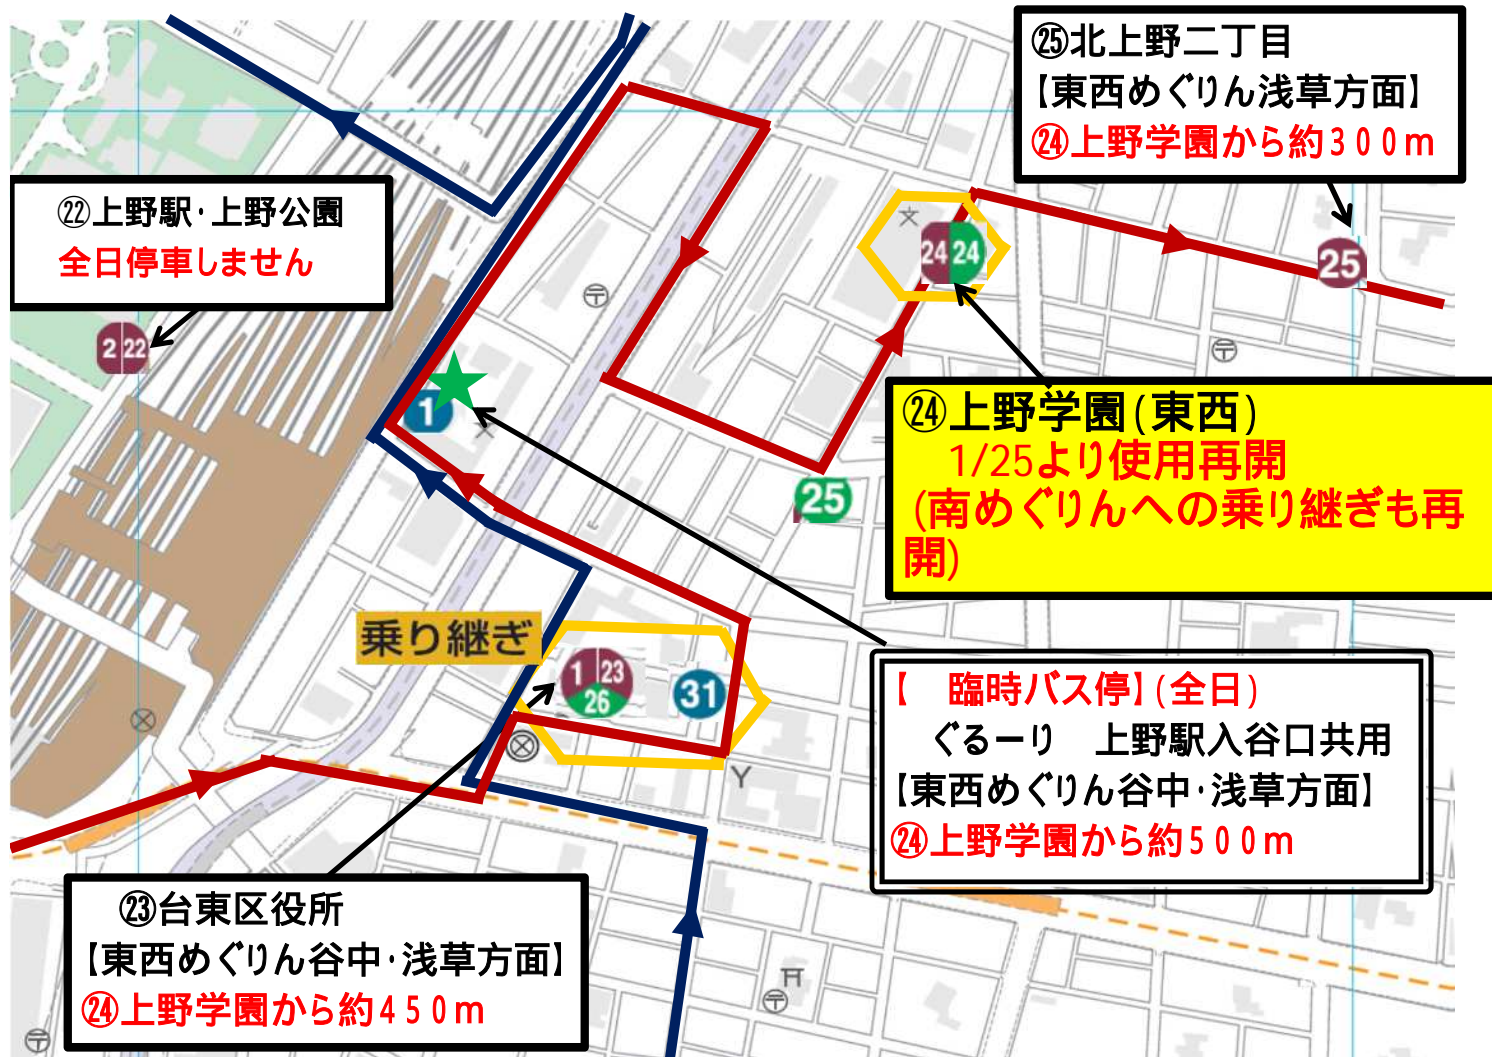 ㉕北上野二丁目
【東西めぐりん浅草方面】
㉔上野学園から約300m
㉒上野駅・上野公園
全日停車しません
2 22
24 24
25
1
㉔上野学園(東西)
1/25より使用再開
(南めぐりんへの乗り継ぎも再
開)
25
乗り継ぎ
1 23
26
31
【　臨時バス停】(全日)
ぐるーり　上野駅入谷口共用
【東西めぐりん谷中・浅草方面】
㉔上野学園から約500m
㉓台東区役所
【東西めぐりん谷中・浅草方面】
㉔上野学園から約450m